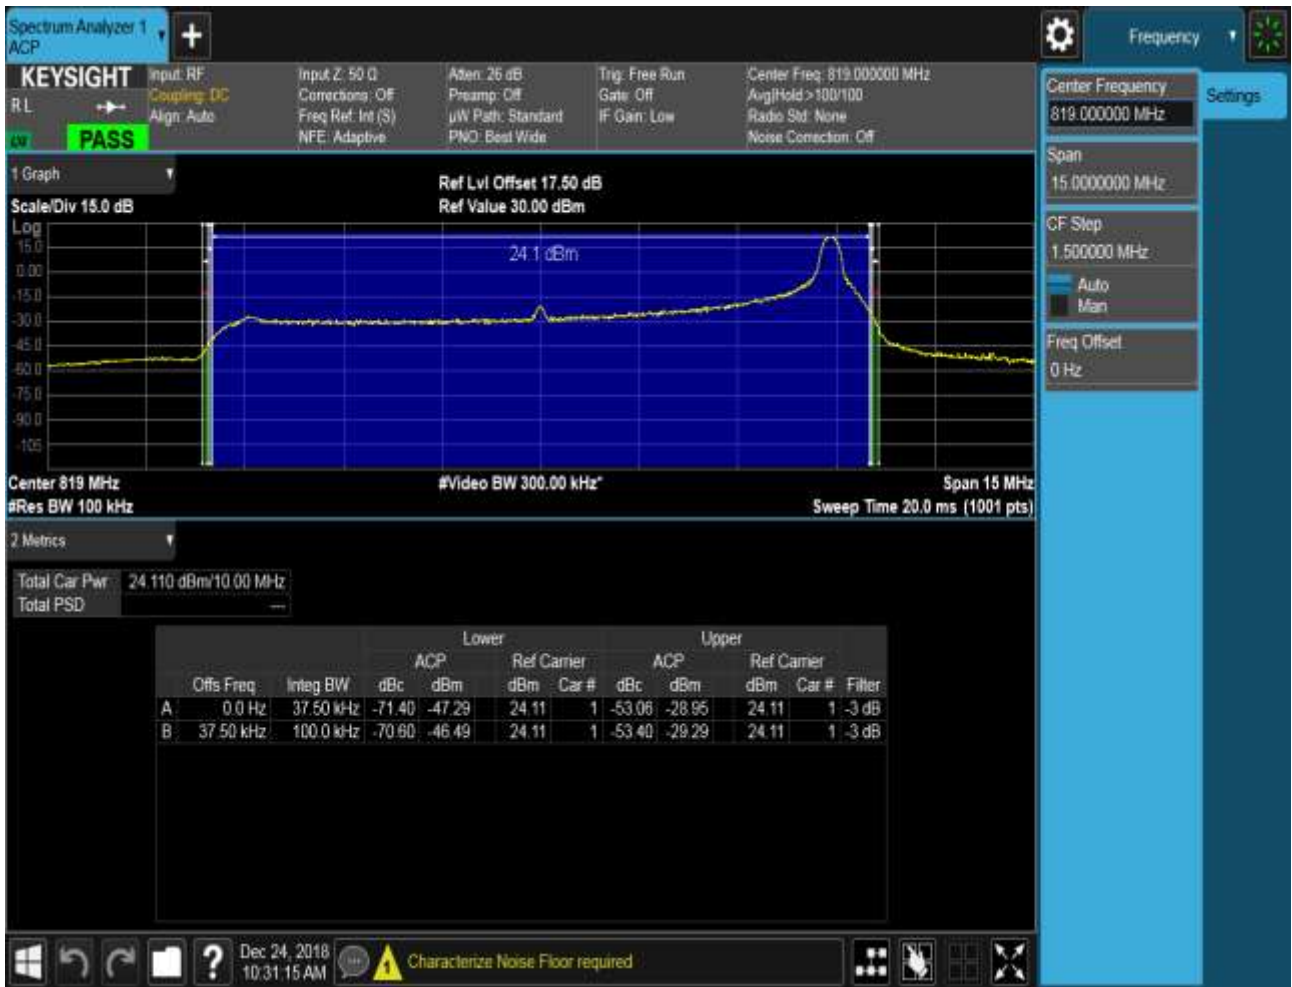 Spectrum Analyzer 1
ACP
Frequency
KEYSIGHT
R L
PASS
Input: RF
Coupling: DC
Align: Auto
Input Z: 50 Ω
Corrections: Off
Freq Ref: Int (S)
NFE: Adaptive
Atten: 26 dB
Preamp: Off
µW Path: Standard
PNO: Best Wide
Trig: Free Run
Gate: Off
IF Gain: Low
Center Freq: 819.000000 MHz
Avg|Hold:>100/100
Radio Std: None
Noise Correction: Off
Center Frequency
819.000000 MHz
Settings
Span
15.0000000 MHz
CF Step
1.500000 MHz
Auto
Man
Freq Offset
0 Hz
1 Graph
Scale/Div 15.0 dB
Ref Lvl Offset 17.50 dB
Ref Value 30.00 dBm
Log
15.0
0.00
-15.0
-30.0
-45.0
-60.0
-75.0
-90.0
-105
24.1 dBm
Center 819 MHz
#Video BW 300.00 kHz*
Span 15 MHz
#Res BW 100 kHz
Sweep Time 20.0 ms (1001 pts)
2 Metrics
Total Car Pwr 24.110 dBm/10.00 MHz
Total PSD ---
Lower Upper
ACP Ref Carrier ACP Ref Carrier
Offs Freq Integ BW dBc dBm dBm Car # dBc dBm dBm Car # Filter
A 0.0 Hz 37.50 kHz -71.40 -47.29 24.11 1 -53.06 -28.95 24.11 1 -3 dB
B 37.50 kHz 100.0 kHz -70.60 -46.49 24.11 1 -53.40 -29.29 24.11 1 -3 dB
Dec 24, 2018
10:31:15 AM
1
Characterize Noise Floor required